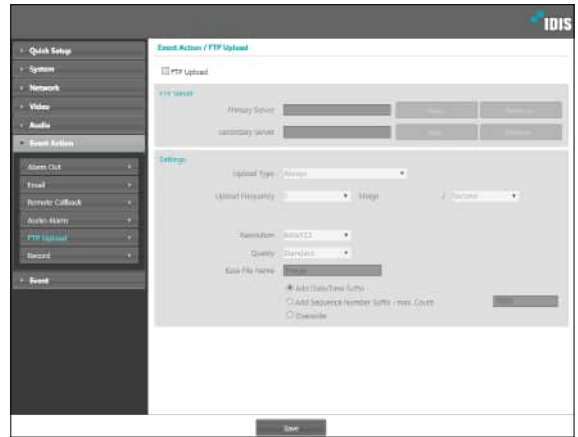 IDIS
Quick Setup
System
Network
Video
Audio
Event Action
Alarm Out
Email
Remote Callback
Audio Alarm
FTP Upload
Record
Event
Event Action / FTP Upload
FTP Upload
FTP Server
Primary Server
Secondary Server
Settings
Upload Type Always
Upload Frequency 1 Image / Second
Resolution
Quality Standard
Base File Name Image
Add Date/Time Suffix
Add Sequence Number Suffix - max. Count
Overwrite
Save